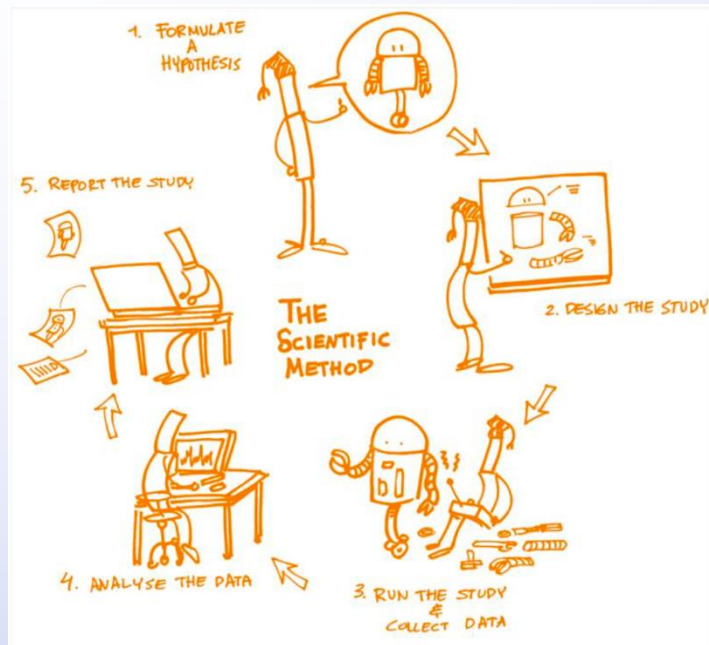 1. FORMULATE
A
HYPOTHESIS
2. DESIGN THE STUDY
3. RUN THE STUDY
&
COLLECT DATA
4. ANALYSE THE DATA
5. REPORT THE STUDY
THE
SCIENTIFIC
METHOD